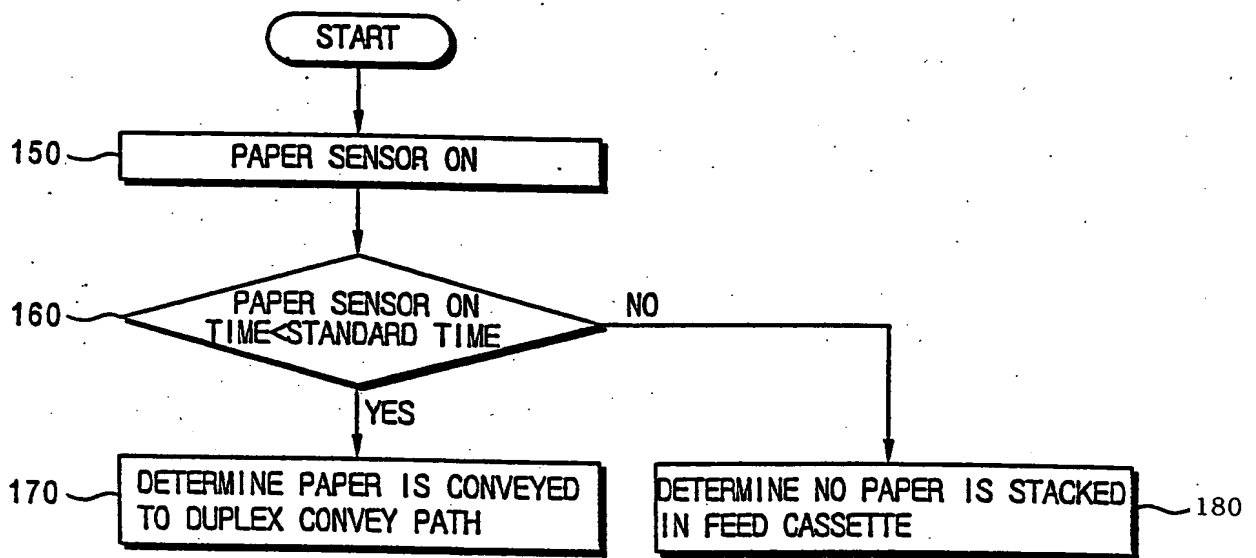 START
150
PAPER SENSOR ON
160
PAPER SENSOR ON
TIME<STANDARD TIME
NO
YES
170
DETERMINE PAPER IS CONVEYED
TO DUPLEX CONVEY PATH
DETERMINE NO PAPER IS STACKED
IN FEED CASSETTE
180